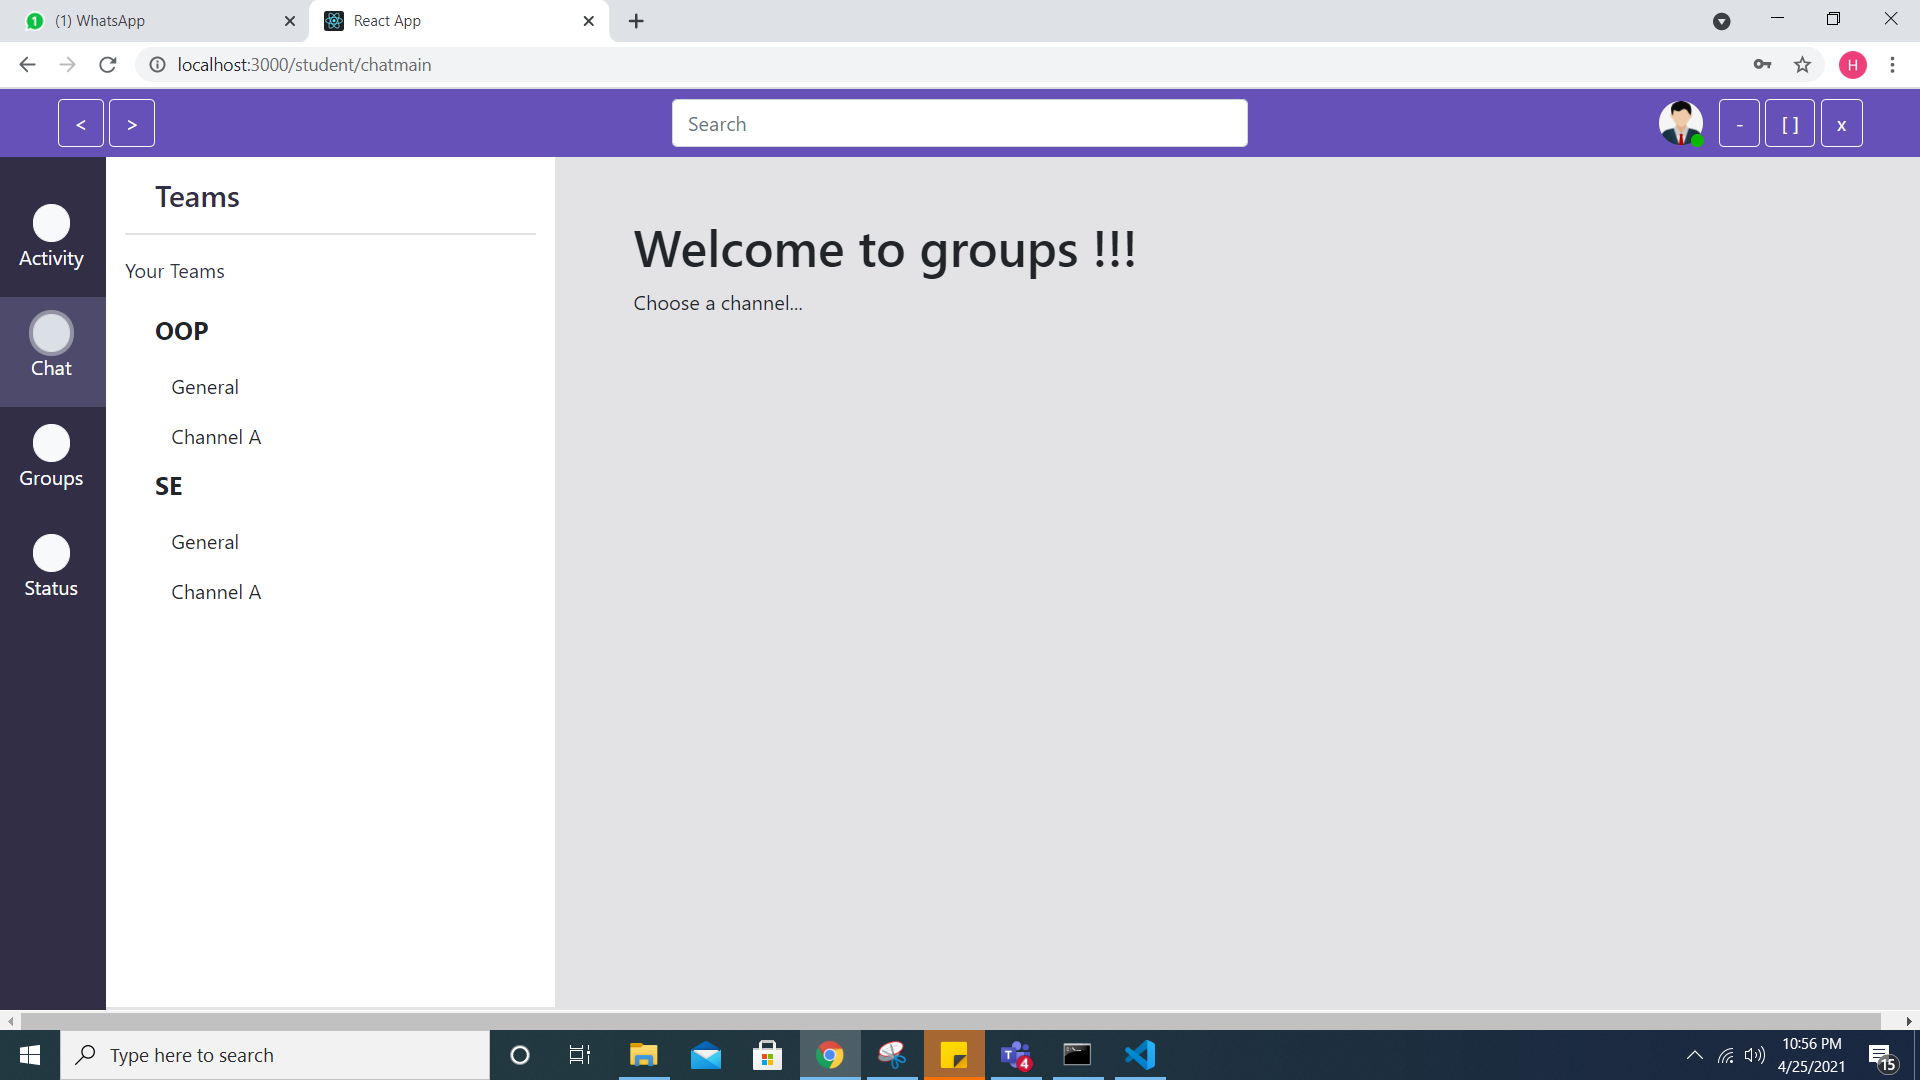 1 (1) WhatsApp
React App
localhost:3000/student/chatmain
H
< >
Search
- [ ] x
Activity
Chat
Groups
Status
Teams
Your Teams
OOP
General
Channel A
SE
General
Channel A
Welcome to groups !!!
Choose a channel...
Type here to search
T 4
10:56 PM
4/25/2021
15